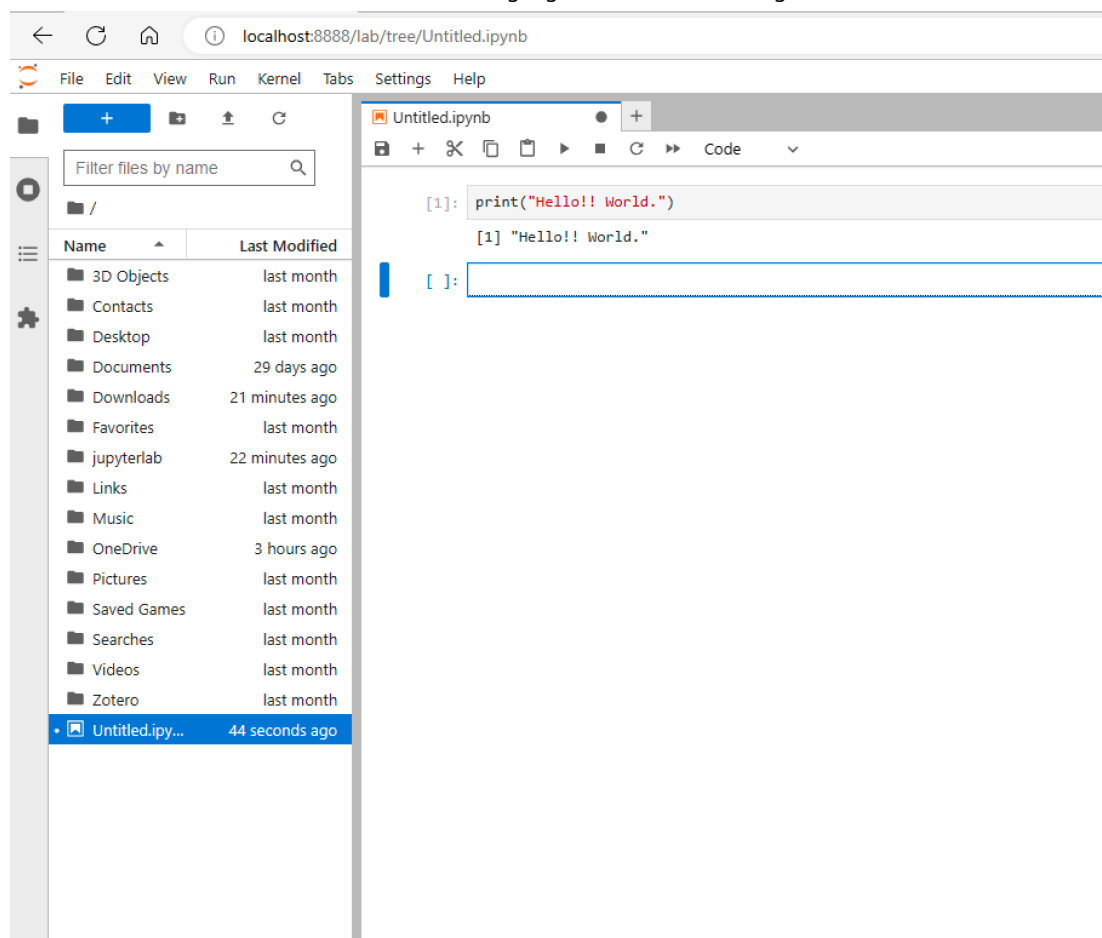 localhost:8888/lab/tree/Untitled.ipynb
File Edit View Run Kernel Tabs Settings Help
Untitled.ipynb
Code
Filter files by name
/
Name Last Modified
3D Objects last month
Contacts last month
Desktop last month
Documents 29 days ago
Downloads 21 minutes ago
Favorites last month
jupyterlab 22 minutes ago
Links last month
Music last month
OneDrive 3 hours ago
Pictures last month
Saved Games last month
Searches last month
Videos last month
Zotero last month
Untitled.ipy... 44 seconds ago
[1]: print("Hello!! World.")
[1] "Hello!! World."
[ ]: